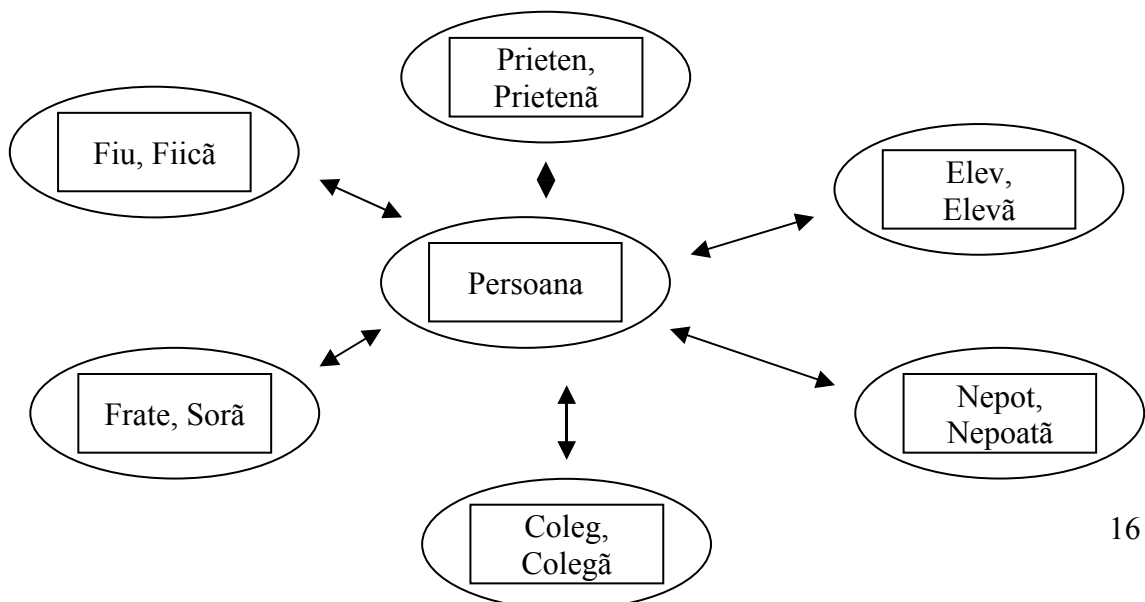 Prieten,
Prietenã
Fiu, Fiicã
Elev,
Elevã
Persoana
Frate, Sorã
Nepot,
Nepoatã
Coleg,
Colegã
16